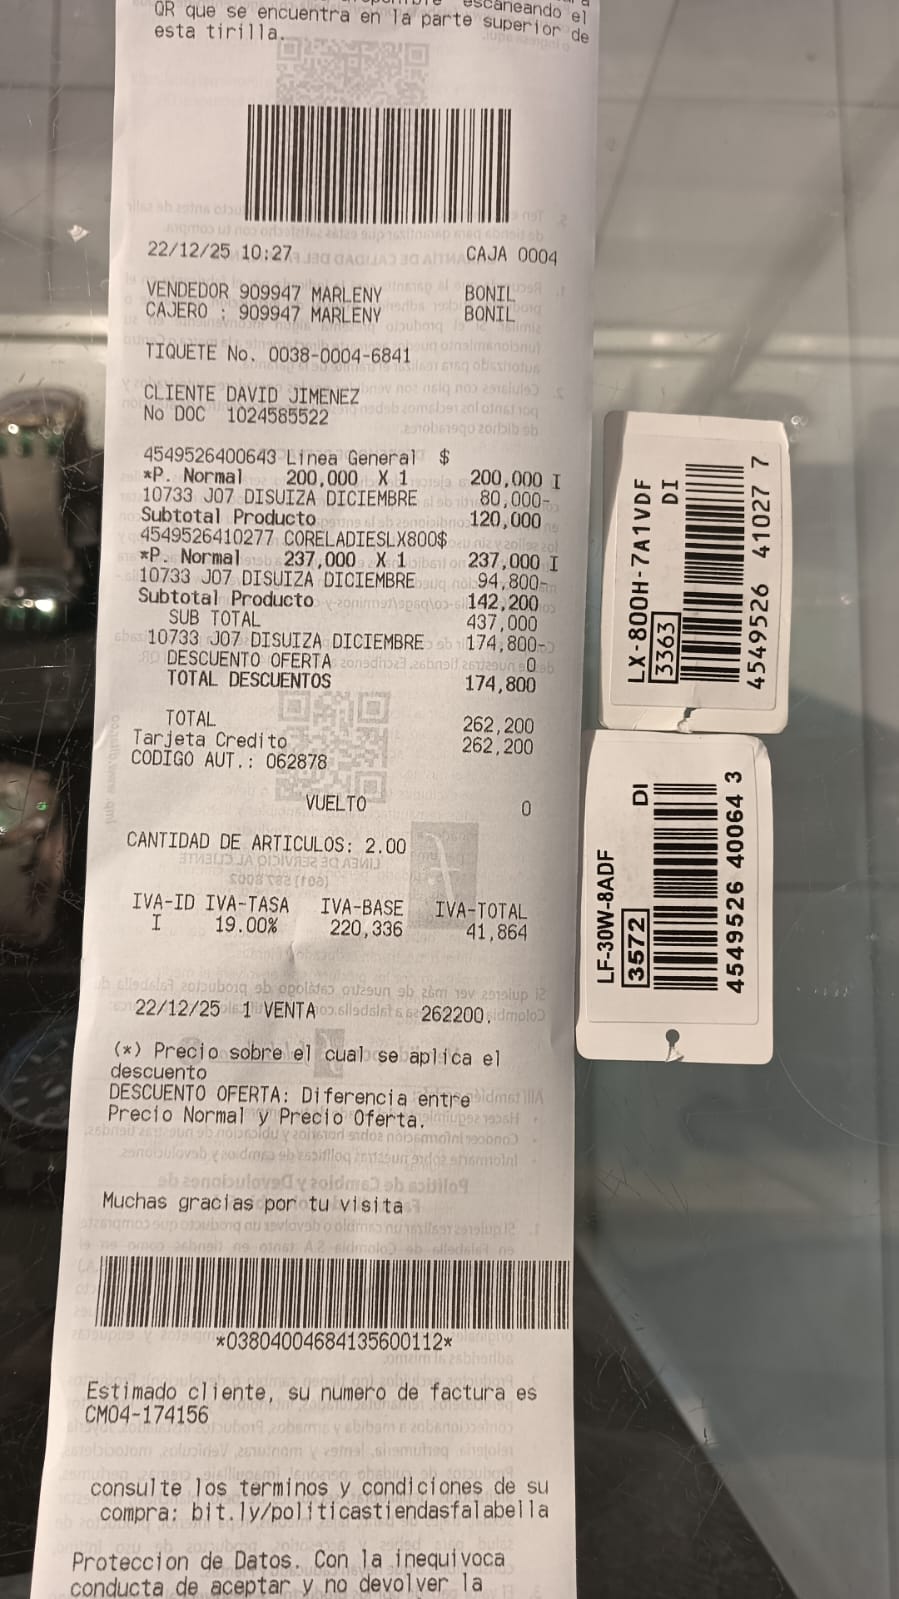 escaneando el
QR que se encuentra en la parte superior de
esta tirilla.
22/12/25 10:27 CAJA 0004
VENDEDOR 909947 MARLENY BONIL
CAJERO : 909947 MARLENY BONIL
TIQUETE No. 0038-0004-6841
CLIENTE DAVID JIMENEZ
No DOC 1024585522
4549526400643 Linea General $
*P. Normal 200,000 X 1 200,000 I
10733 J07 DISUIZA DICIEMBRE 80,000-
Subtotal Producto 120,000
4549526410277 CORELADIESLX800$
*P. Normal 237,000 X 1 237,000 I
10733 J07 DISUIZA DICIEMBRE 94,800-
Subtotal Producto 142,200
SUB TOTAL 437,000
10733 J07 DISUIZA DICIEMBRE 174,800-
DESCUENTO OFERTA 0
TOTAL DESCUENTOS 174,800
TOTAL 262,200
Tarjeta Credito 262,200
CODIGO AUT.: 062878
VUELTO 0
CANTIDAD DE ARTICULOS: 2.00
IVA-ID IVA-TASA IVA-BASE IVA-TOTAL
I 19.00% 220,336 41,864
22/12/25 1 VENTA 262200.
(*) Precio sobre el cual se aplica el
descuento
DESCUENTO OFERTA: Diferencia entre
Precio Normal y Precio Oferta.
Muchas gracias por tu visita
*03804004684135600112*
Estimado cliente, su numero de factura es
CM04-174156
consulte los terminos y condiciones de su
compra: bit.ly/politicastiendasfalabella
Proteccion de Datos. Con la inequivoca
conducta de aceptar y no devolver la
LX-800H-7A1VDF
3363 DI
4549526 41027 7
LF-30W-8ADF
3572 DI
4549526 40064 3